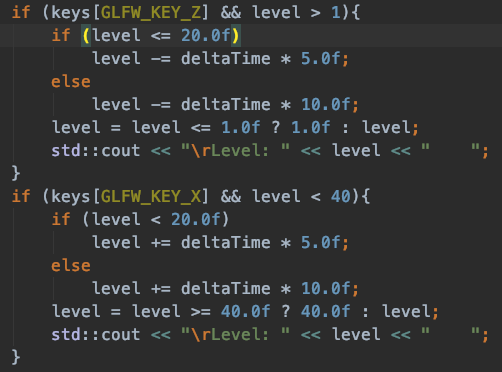 if (keys[GLFW_KEY_Z] && level > 1){
    if (level <= 20.0f)
        level -= deltaTime * 5.0f;
    else
        level -= deltaTime * 10.0f;
    level = level <= 1.0f ? 1.0f : level;
    std::cout << "\rLevel: " << level << "    ";
}
if (keys[GLFW_KEY_X] && level < 40){
    if (level < 20.0f)
        level += deltaTime * 5.0f;
    else
        level += deltaTime * 10.0f;
    level = level >= 40.0f ? 40.0f : level;
    std::cout << "\rLevel: " << level << "    ";
}